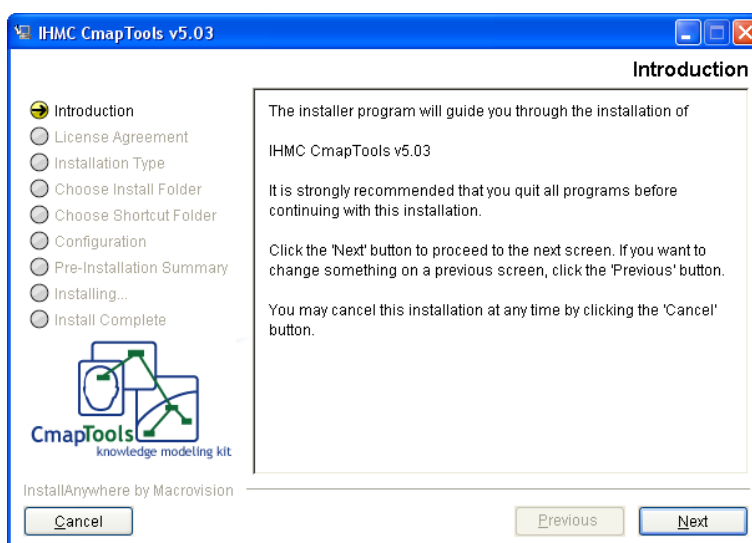 IHMC CmapTools v5.03
Introduction
Introduction
License Agreement
Installation Type
Choose Install Folder
Choose Shortcut Folder
Configuration
Pre-Installation Summary
Installing...
Install Complete
The installer program will guide you through the installation of
IHMC CmapTools v5.03
It is strongly recommended that you quit all programs before
continuing with this installation.
Click the 'Next' button to proceed to the next screen. If you want to
change something on a previous screen, click the 'Previous' button.
You may cancel this installation at any time by clicking the 'Cancel'
button.
CmapTools
knowledge modeling kit
InstallAnywhere by Macrovision
Cancel
Previous
Next